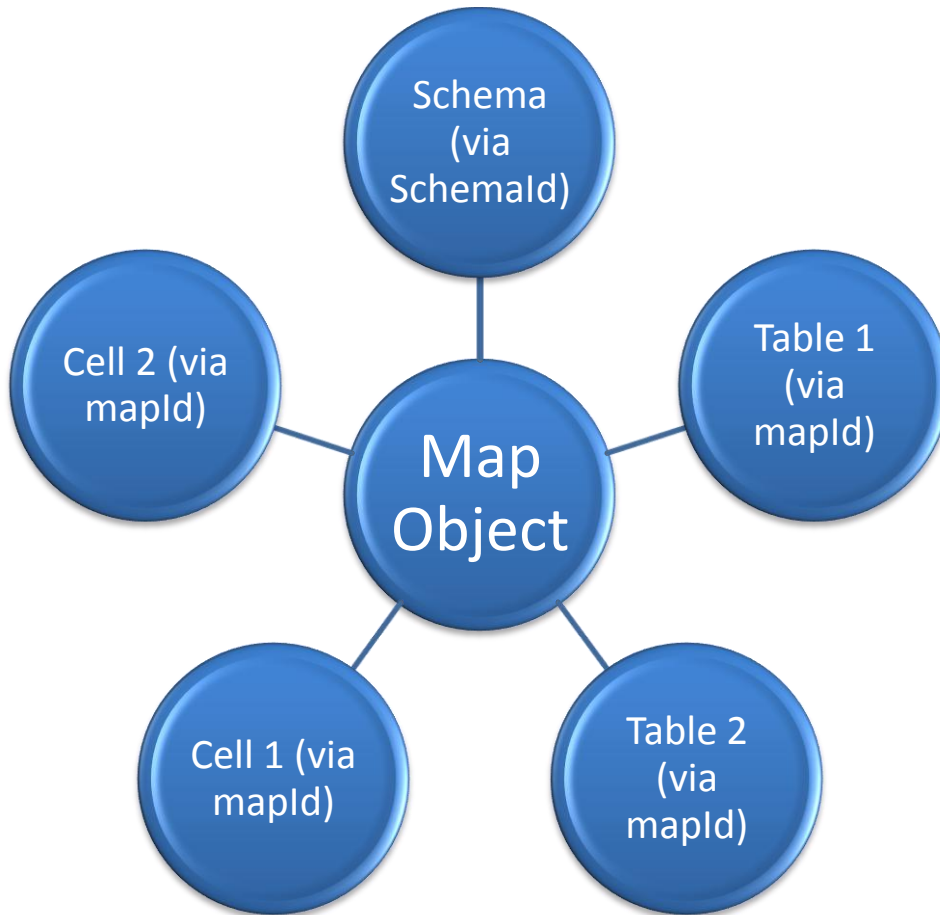 Schema
(via
SchemaId)
Cell 2 (via
mapId)
Table 1
(via
mapId)
Map
Object
Cell 1 (via
mapId)
Table 2
(via
mapId)